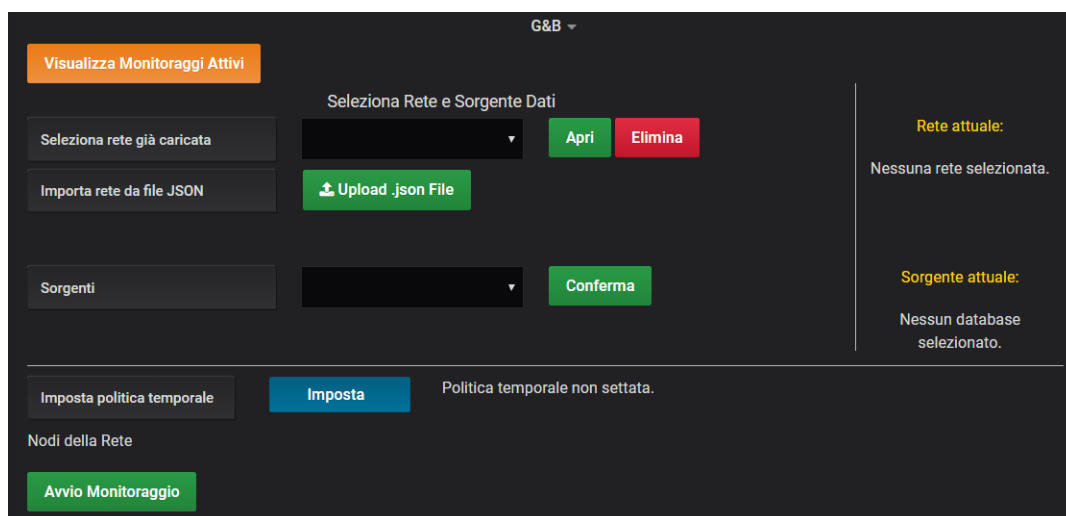 G&B
Visualizza Monitoraggi Attivi
Seleziona Rete e Sorgente Dati
Seleziona rete già caricata
Apri
Elimina
Rete attuale:
Importa rete da file JSON
Upload .json File
Nessuna rete selezionata.
Sorgenti
Conferma
Sorgente attuale:
Nessun database
selezionato.
Imposta politica temporale
Imposta
Politica temporale non settata.
Nodi della Rete
Avvio Monitoraggio